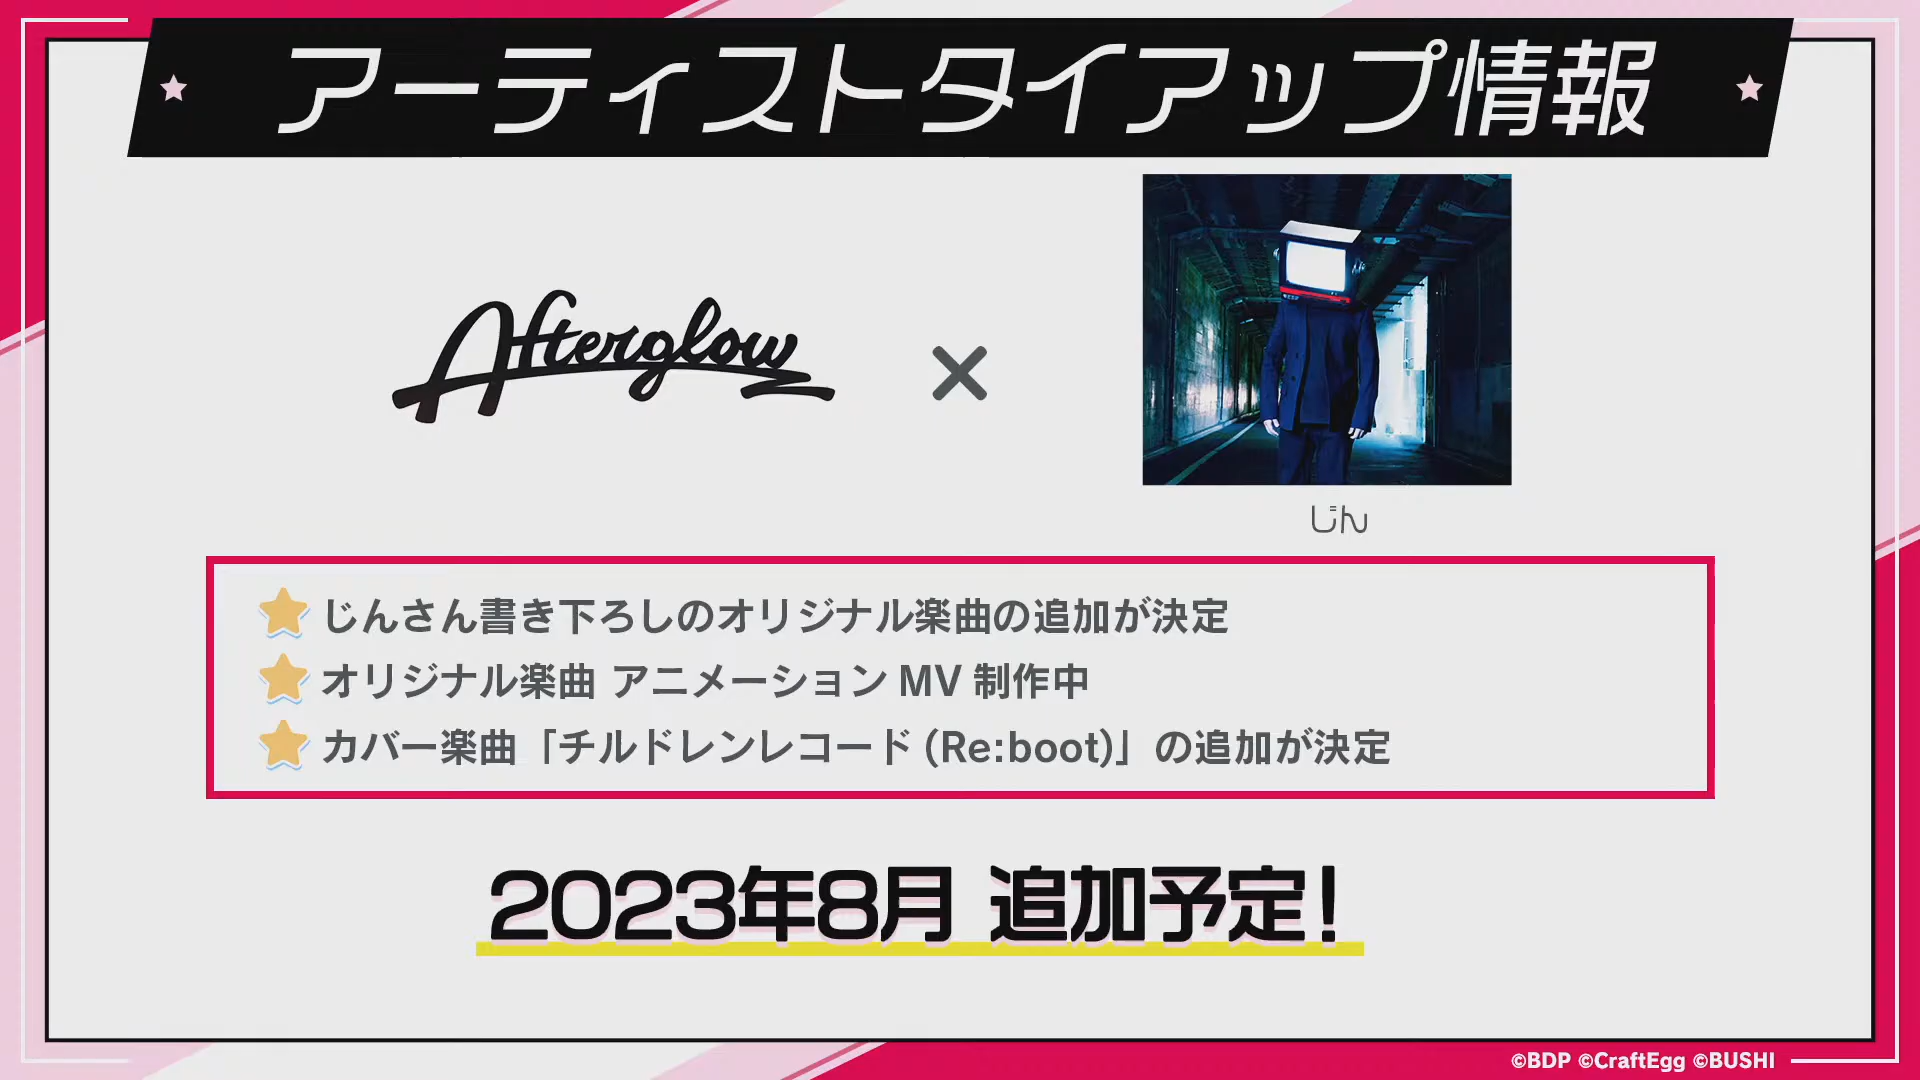 アーティストタイアップ情報
Afterglow
×
じん
じんさん書き下ろしのオリジナル楽曲の追加が決定
オリジナル楽曲 アニメーション MV 制作中
カバー楽曲「チルドレンレコード (Re:boot)」の追加が決定
2023年8月 追加予定!
©BDP ©CraftEgg ©BUSHI